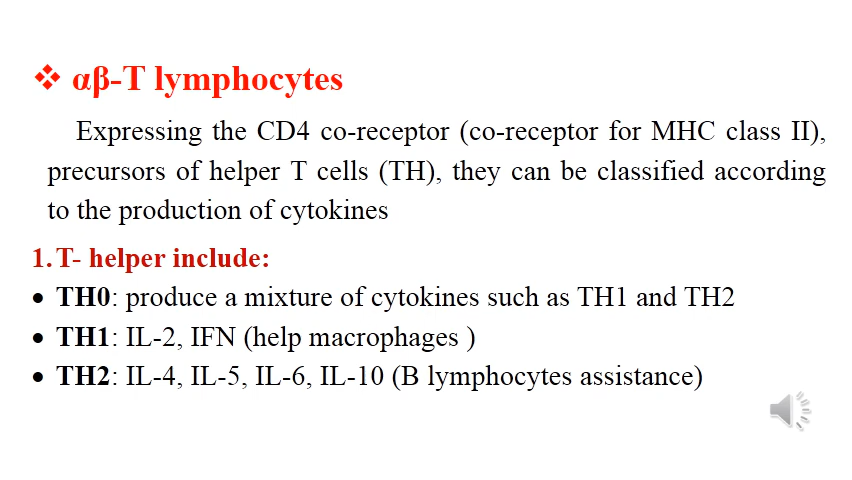 ❖ αβ-T lymphocytes
Expressing the CD4 co-receptor (co-receptor for MHC class II),
precursors of helper T cells (TH), they can be classified according
to the production of cytokines
1. T- helper include:
• TH0: produce a mixture of cytokines such as TH1 and TH2
• TH1: IL-2, IFN (help macrophages )
• TH2: IL-4, IL-5, IL-6, IL-10 (B lymphocytes assistance)